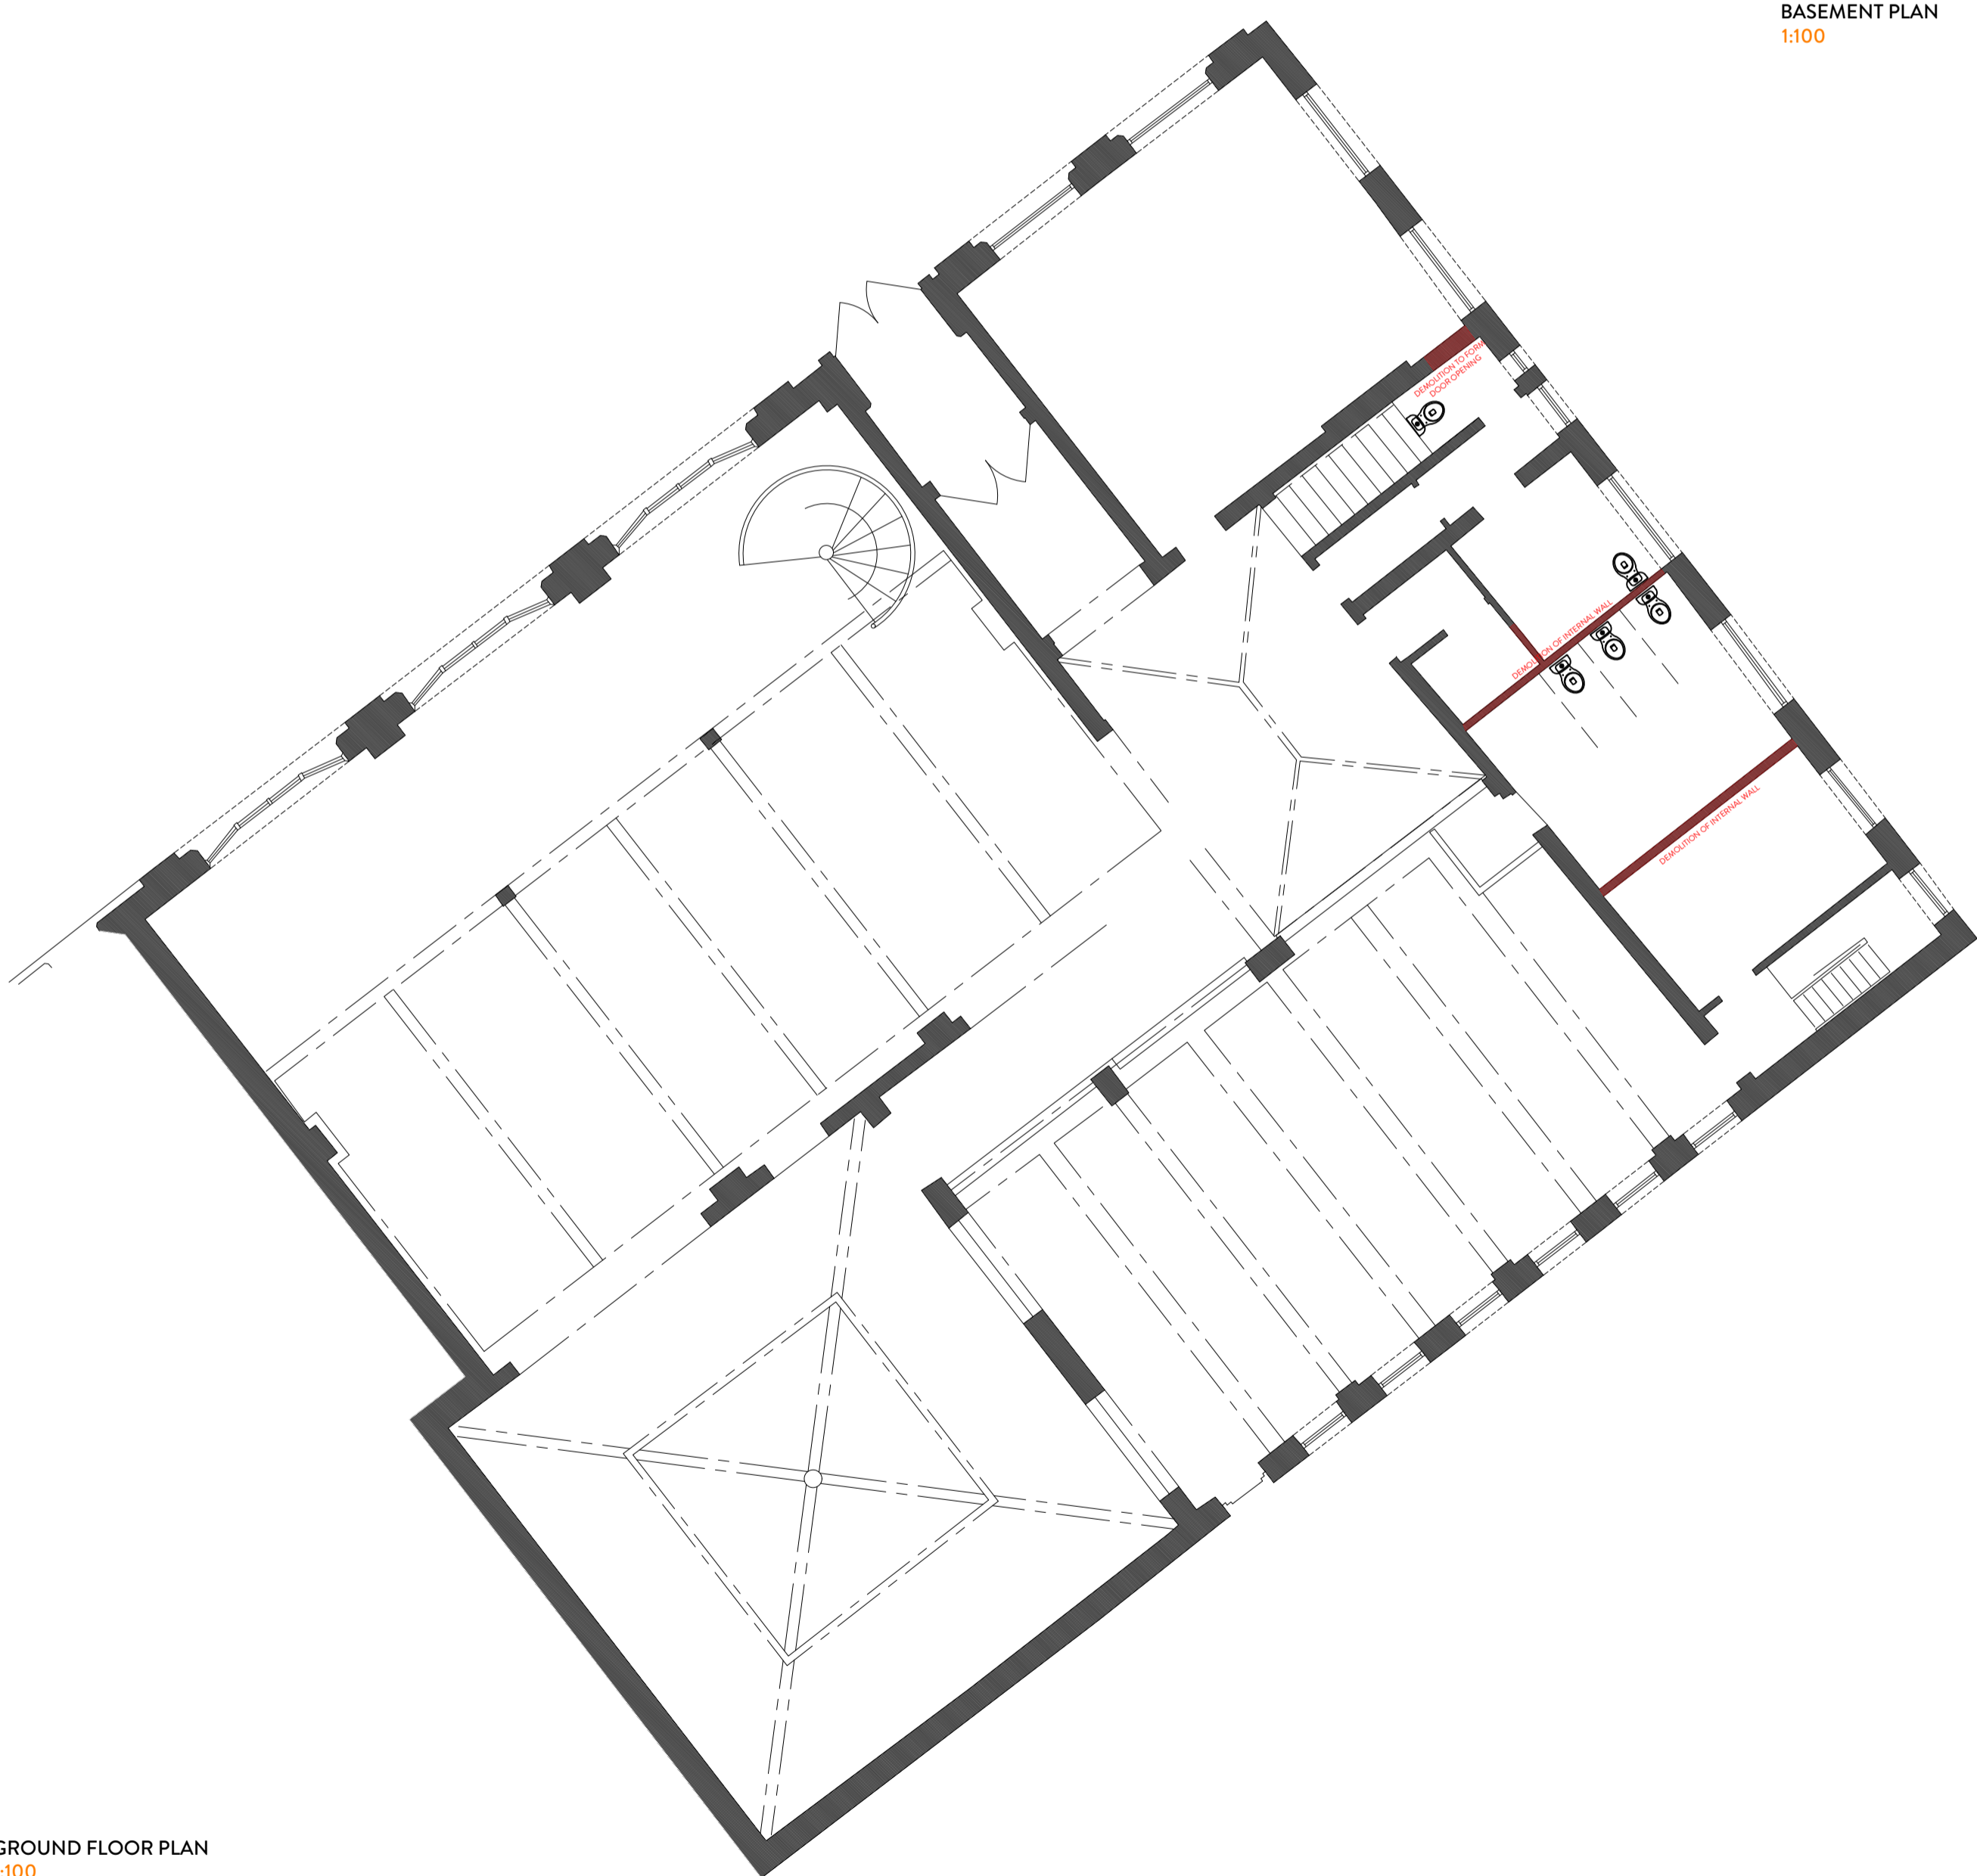 BASEMENT PLAN
1:100
DEMOLITION TO FORM
DOOR OPENING
DEMOLITION OF INTERNAL WALL
DEMOLITION OF INTERNAL WALL
GROUND FLOOR PLAN
:100